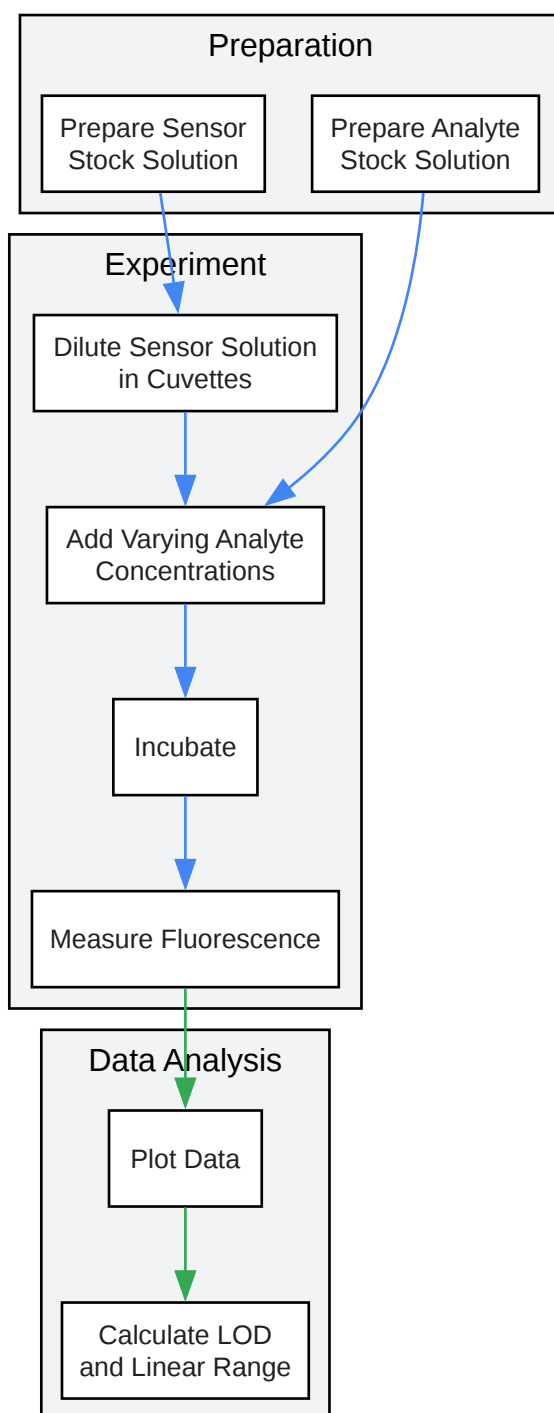 Preparation
Prepare Sensor
Stock Solution
Prepare Analyte
Stock Solution
Experiment
Dilute Sensor Solution
in Cuvettes
Add Varying Analyte
Concentrations
Incubate
Measure Fluorescence
Data Analysis
Plot Data
Calculate LOD
and Linear Range